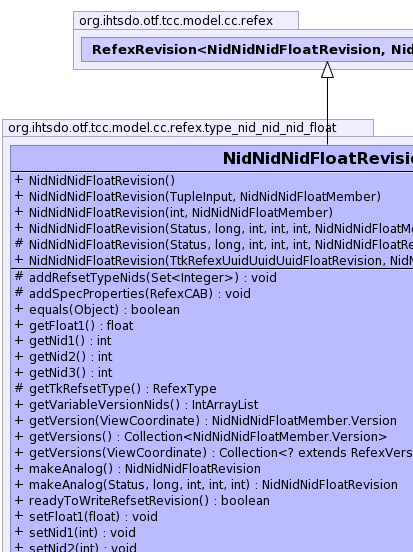 org.ihtsdo.otf.tcc.model.cc.refex
RefexRevision<NidNidNidFloatRevision, Nid
org.ihtsdo.otf.tcc.model.cc.refex.type_nid_nid_nid_float
NidNidNidFloatRevisi
+ NidNidNidFloatRevision()
+ NidNidNidFloatRevision(TupleInput, NidNidNidFloatMember)
+ NidNidNidFloatRevision(int, NidNidNidFloatMember)
+ NidNidNidFloatRevision(Status, long, int, int, int, NidNidNidFloatMe
# NidNidNidFloatRevision(Status, long, int, int, int, NidNidNidFloatRe
+ NidNidNidFloatRevision(TtkRefexUuidUuidUuidFloatRevision, NidN
# addRefsetTypeNids(Set<Integer>) : void
# addSpecProperties(RefexCAB) : void
+ equals(Object) : boolean
+ getFloat1() : float
+ getNid1() : int
+ getNid2() : int
+ getNid3() : int
# getTkRefsetType() : RefexType
+ getVariableVersionNids() : IntArrayList
+ getVersion(ViewCoordinate) : NidNidNidFloatMember.Version
+ getVersions() : Collection<NidNidNidFloatMember.Version>
+ getVersions(ViewCoordinate) : Collection<? extends RefexVers
+ makeAnalog() : NidNidNidFloatRevision
+ makeAnalog(Status, long, int, int, int) : NidNidNidFloatRevision
+ readyToWriteRefsetRevision() : boolean
+ setFloat1(float) : void
+ setNid1(int) : void
+ setNid2(int) : void